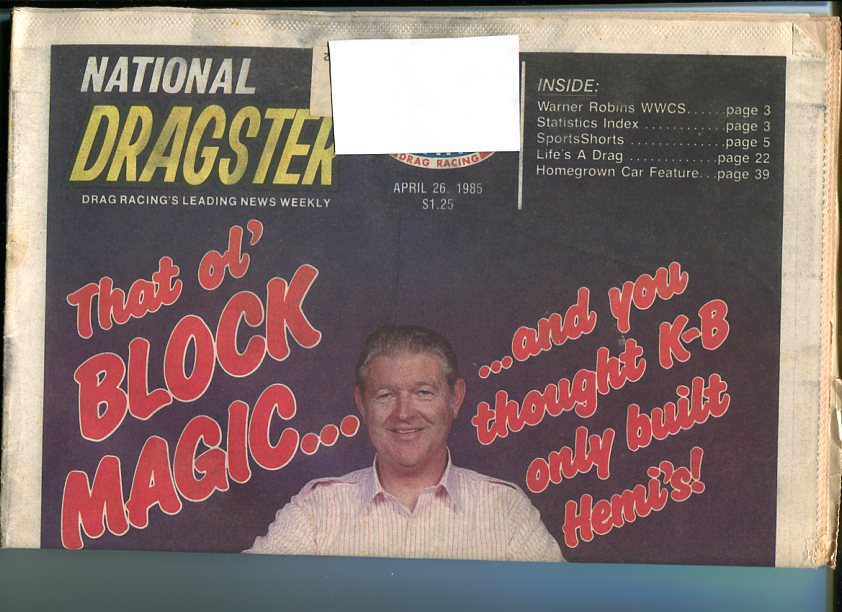 NATIONAL
DRAGSTER
DRAG RACING'S LEADING NEWS WEEKLY
DRAG RACING
APRIL 26, 1985
$1.25
INSIDE:
Warner Robins WWCS......page 3
Statistics Index ...........page 3
SportsShorts .............page 5
Life's A Drag ............page 22
Homegrown Car Feature...page 39
That ol'
BLOCK
MAGIC...
...and you
thought K-B
only built
Hemi's!